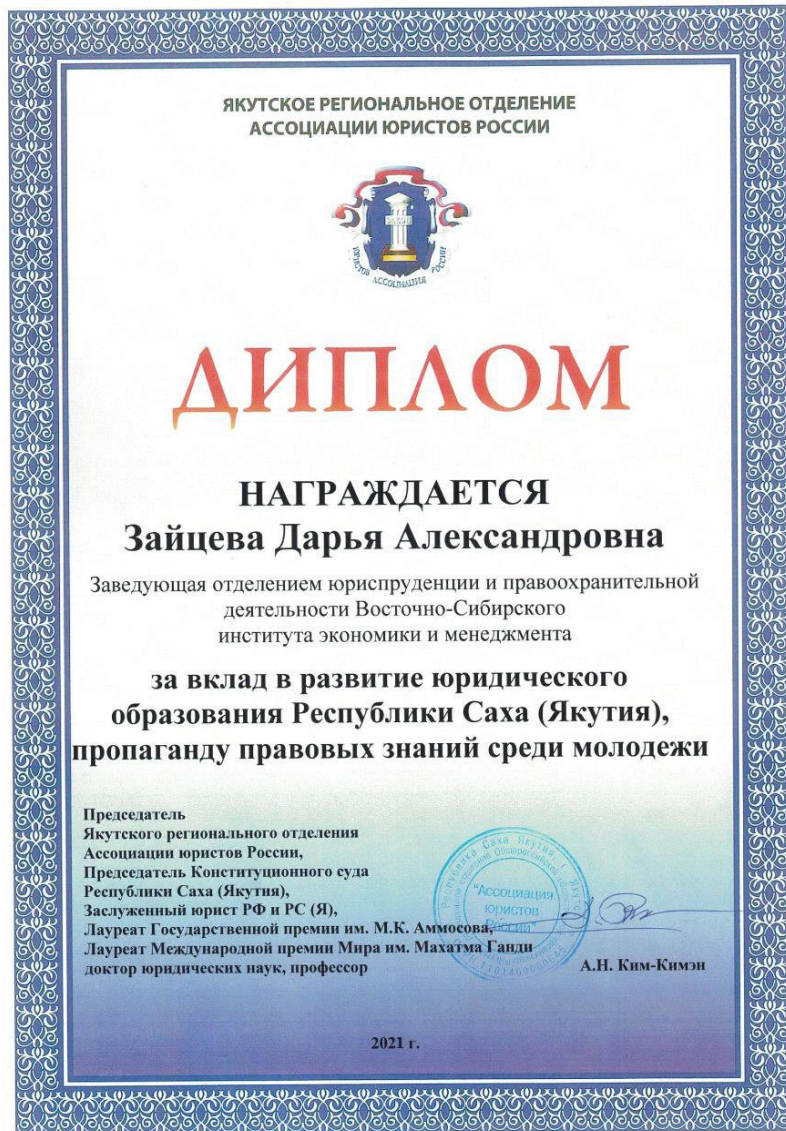 ЯКУТСКОЕ РЕГИОНАЛЬНОЕ ОТДЕЛЕНИЕ
АССОЦИАЦИИ ЮРИСТОВ РОССИИ
ЗАКОН
ЮРИСТОВ АССОЦИАЦИЯ РОССИИ
ДИПЛОМ
НАГРАЖДАЕТСЯ
Зайцева Дарья Александровна
Заведующая отделением юриспруденции и правоохранительной
деятельности Восточно-Сибирского
института экономики и менеджмента
за вклад в развитие юридического
образования Республики Саха (Якутия),
пропаганду правовых знаний среди молодежи
Председатель
Якутского регионального отделения
Ассоциации юристов России,
Председатель Конституционного суда
Республики Саха (Якутия),
Заслуженный юрист РФ и РС (Я),
Лауреат Государственной премии им. М.К. Аммосова,
Лауреат Международной премии Мира им. Махатма Ганди
доктор юридических наук, профессор
А.Н. Ким-Кимэн
Республика Саха Якутия, г.
"Ассоциация
юристов
России"
2021 г.